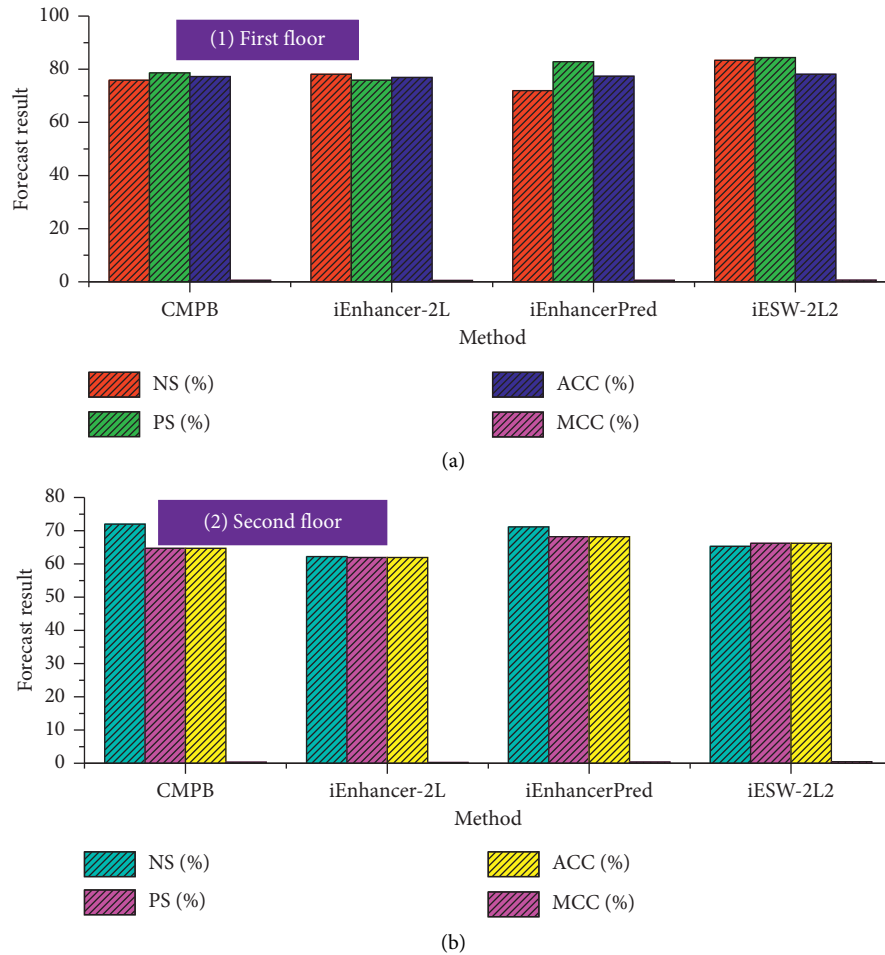 100
80
60
40
20
0
Forecast result
(1) First floor
CMPB iEnhancer-2L iEnhancerPred iESW-2L2
Method
NS (%) ACC (%)
PS (%) MCC (%)
(a)
80
70
60
50
40
30
20
10
0
Forecast result
(2) Second floor
CMPB iEnhancer-2L iEnhancerPred iESW-2L2
Method
NS (%) ACC (%)
PS (%) MCC (%)
(b)